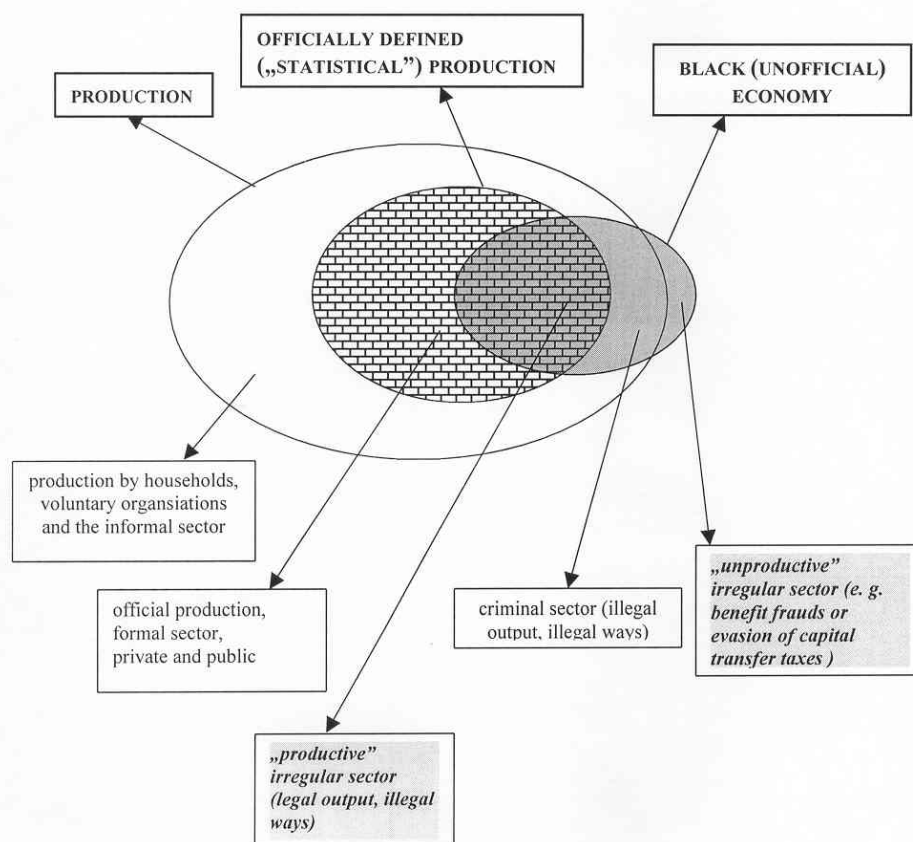 OFFICIALLY DEFINED
(„STATISTICAL”) PRODUCTION
BLACK (UNOFFICIAL)
ECONOMY
PRODUCTION
production by households,
voluntary organsiations
and the informal sector
official production,
formal sector,
private and public
criminal sector (illegal
output, illegal ways)
„unproductive”
irregular sector (e. g.
benefit frauds or
evasion of capital
transfer taxes )
„productive”
irregular sector
(legal output, illegal
ways)